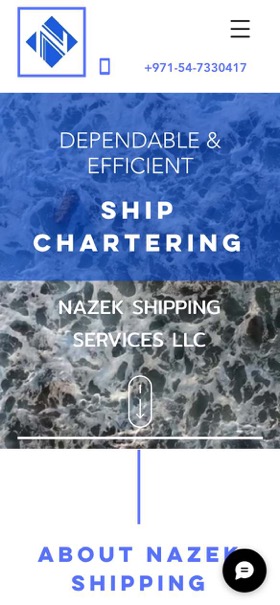 +971-54-7330417
DEPENDABLE &
EFFICIENT
SHIP
CHARTERING
NAZEK SHIPPING
SERVICES LLC
ABOUT NAZEK
SHIPPING